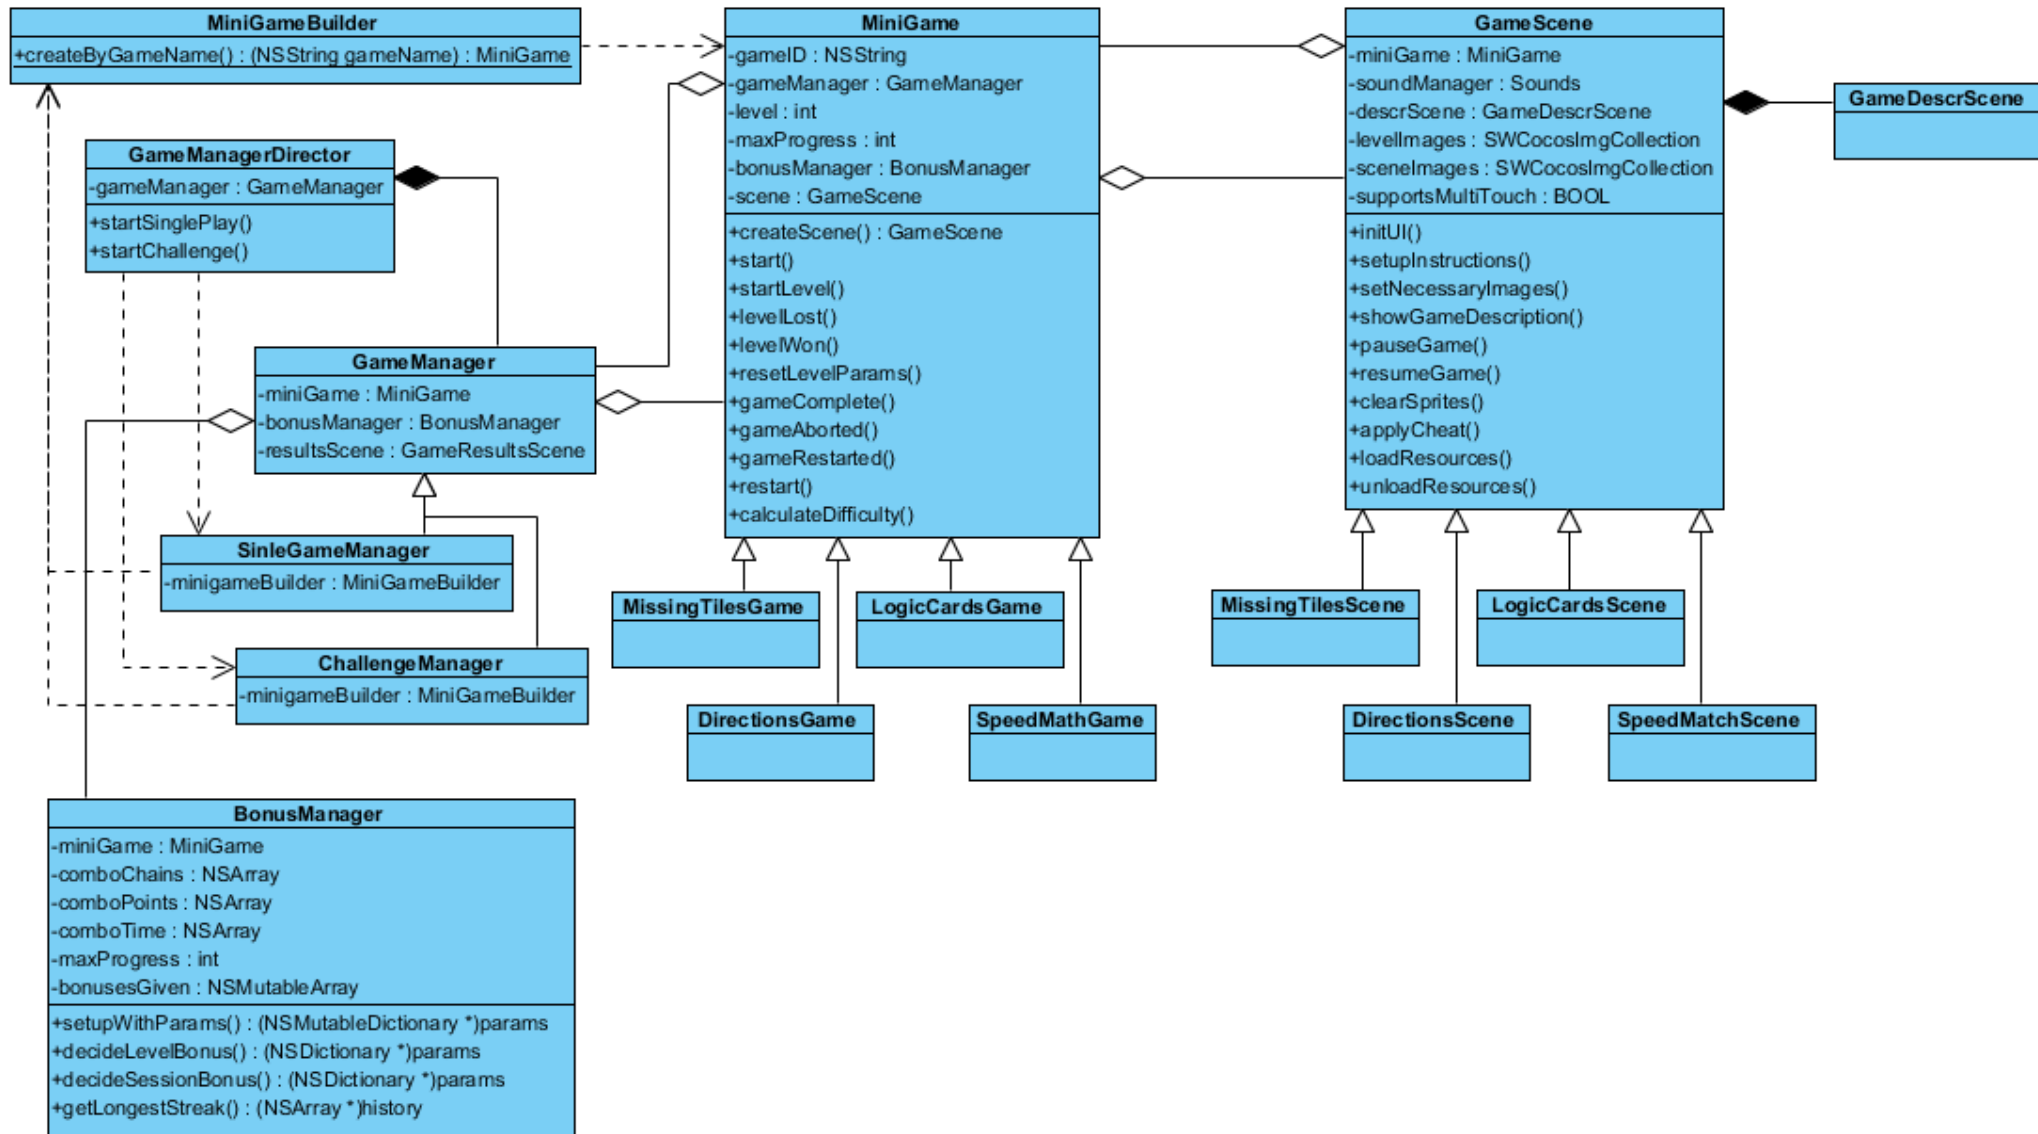 MiniGameBuilder
+createByGameName() : (NSString gameName) : MiniGame
GameManagerDirector
-gameManager : GameManager
+startSinglePlay()
+startChallenge()
GameManager
-miniGame : MiniGame
-bonusManager : BonusManager
-resultsScene : GameResultsScene
SinleGameManager
-minigameBuilder : MiniGameBuilder
ChallengeManager
-minigameBuilder : MiniGameBuilder
BonusManager
-miniGame : MiniGame
-comboChains : NSArray
-comboPoints : NSArray
-comboTime : NSArray
-maxProgress : int
-bonusesGiven : NSMutableArray
+setupWithParams() : (NSMutableDictionary *)params
+decideLevelBonus() : (NSDictionary *)params
+decideSessionBonus() : (NSDictionary *)params
+getLongestStreak() : (NSArray *)history
MiniGame
-gameID : NSString
-gameManager : GameManager
-level : int
-maxProgress : int
-bonusManager : BonusManager
-scene : GameScene
+createScene() : GameScene
+start()
+startLevel()
+levelLost()
+levelWon()
+resetLevelParams()
+gameComplete()
+gameAborted()
+gameRestarted()
+restart()
+calculateDifficulty()
MissingTilesGame
LogicCardsGame
DirectionsGame
SpeedMathGame
GameScene
-miniGame : MiniGame
-soundManager : Sounds
-descrScene : GameDescrScene
-levelImages : SWCocosImgCollection
-sceneImages : SWCocosImgCollection
-supportsMultiTouch : BOOL
+initUI()
+setupInstructions()
+setNecessaryImages()
+showGameDescription()
+pauseGame()
+resumeGame()
+clearSprites()
+applyCheat()
+loadResources()
+unloadResources()
GameDescrScene
MissingTilesScene
LogicCardsScene
DirectionsScene
SpeedMatchScene